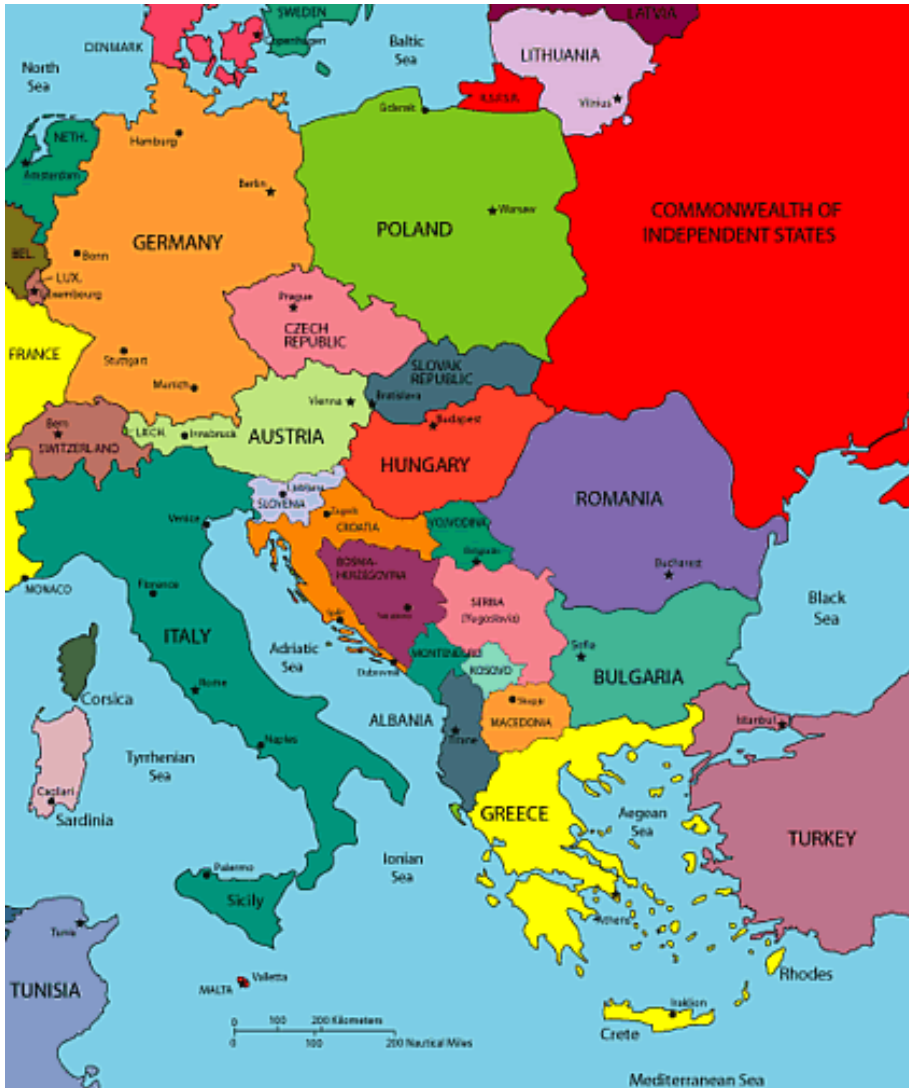 SWEDEN
LATVIA
DENMARK
Copenhagen
Baltic
Sea
LITHUANIA
North
Sea
Vilnius
Gdansk
R.S.F.S.R.
NETH.
Hamburg
Amsterdam
Berlin
Warsaw
COMMONWEALTH OF
INDEPENDENT STATES
POLAND
GERMANY
BEL.
Bonn
LUX.
Luxembourg
Prague
CZECH
REPUBLIC
FRANCE
Stuttgart
SLOVAK
REPUBLIC
Munich
Vienna
Bratislava
Bern
LIECH.
Innsbruck
AUSTRIA
Budapest
SWITZERLAND
HUNGARY
Ljubljana
SLOVENIA
ROMANIA
Zagreb
CROATIA
VOJVODINA
Venice
Belgrade
BOSNIA-
HERZEGOVINA
Bucharest
MONACO
Florence
SERBIA
(Yugoslavia)
Black
Sea
Split
ITALY
Adriatic
Sea
MONTENEGRO
Sofia
KOSOVO
Dubrovnik
BULGARIA
Rome
Corsica
Skopje
MACEDONIA
ALBANIA
Istanbul
Tirane
Naples
Tyrrhenian
Sea
Cagliari
Sardinia
GREECE
Aegean
Sea
TURKEY
Ionian
Sea
Palermo
Sicily
Athens
Tunis
TUNISIA
Valletta
MALTA
Rhodes
Iraklion
Crete
0 100 200 Kilometers
0 100 200 Nautical Miles
Mediterranean Sea